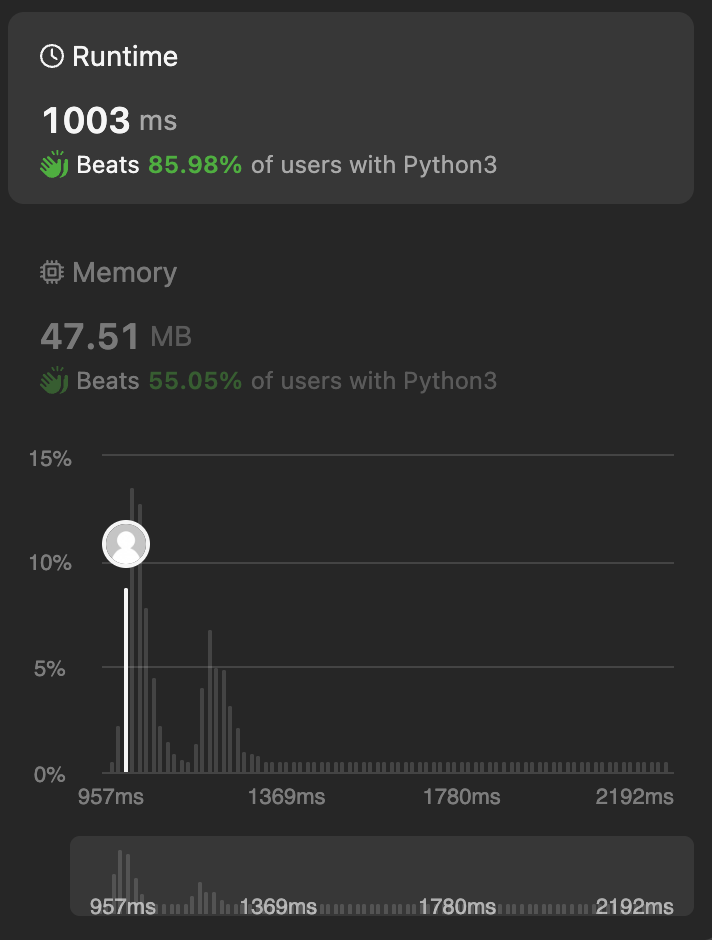 Runtime
1003 ms
Beats 85.98% of users with Python3
Memory
47.51 MB
Beats 55.05% of users with Python3
15%
10%
5%
0%
957ms 1369ms 1780ms 2192ms
957ms 1369ms 1780ms 2192ms